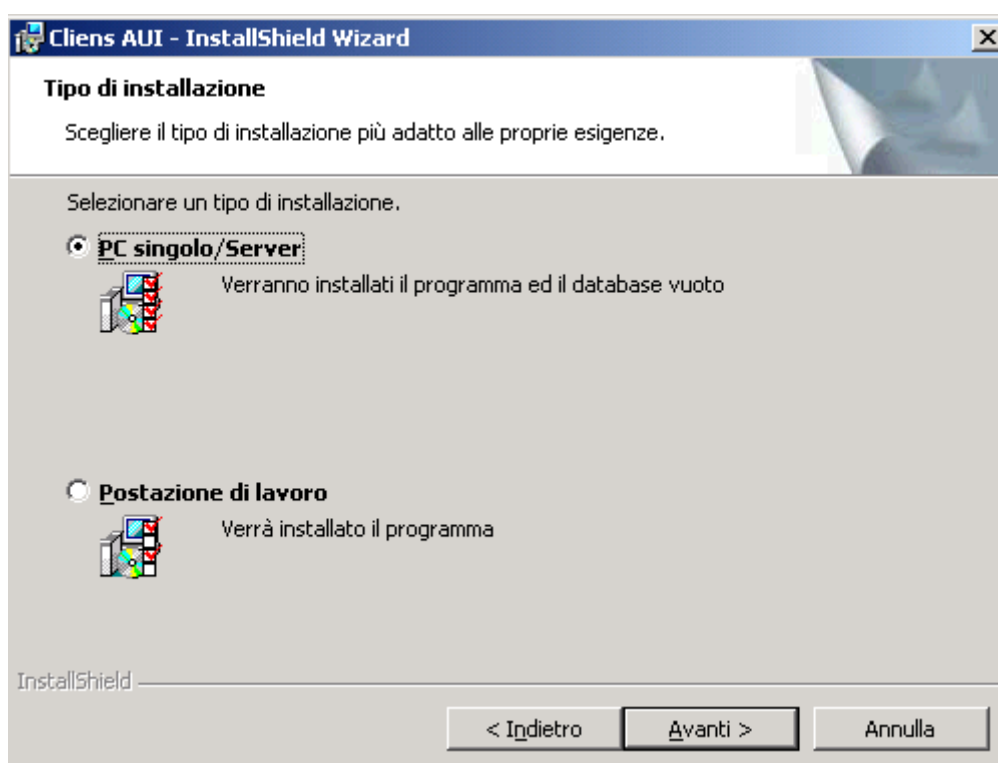 Cliens AUI - InstallShield Wizard
Tipo di installazione
Scegliere il tipo di installazione più adatto alle proprie esigenze.
Selezionare un tipo di installazione.
PC singolo/Server
Verranno installati il programma ed il database vuoto
Postazione di lavoro
Verrà installato il programma
InstallShield
< Indietro
Avanti >
Annulla